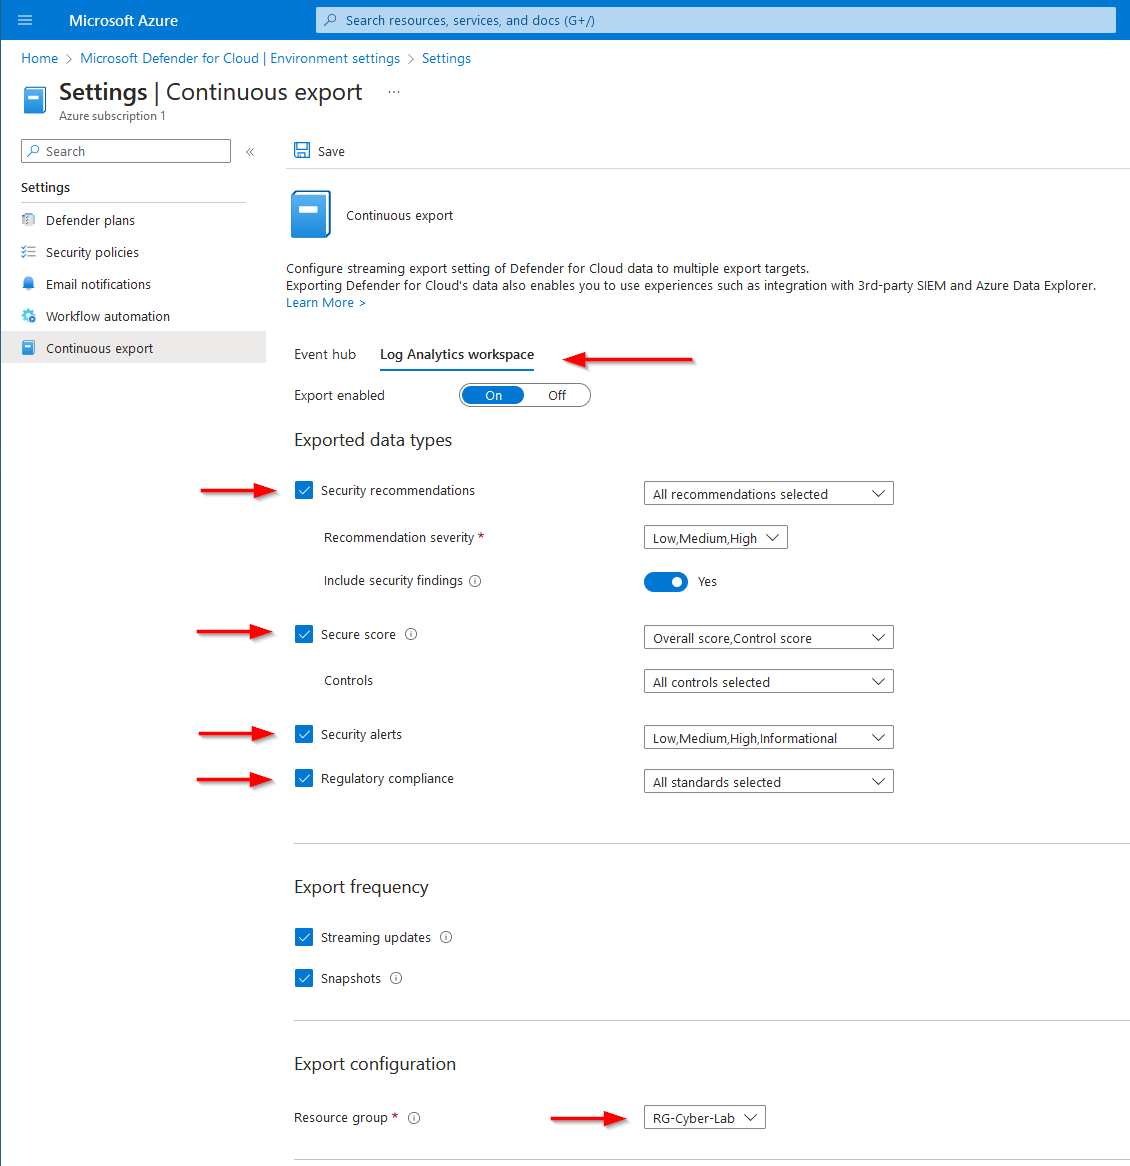 Microsoft Azure
Search resources, services, and docs (G+/)
Home > Microsoft Defender for Cloud | Environment settings > Settings
Settings | Continuous export ...
Azure subscription 1
Search «
Settings
Defender plans
Security policies
Email notifications
Workflow automation
Continuous export
Save
Continuous export
Configure streaming export setting of Defender for Cloud data to multiple export targets.
Exporting Defender for Cloud's data also enables you to use experiences such as integration with 3rd-party SIEM and Azure Data Explorer.
Learn More >
Event hub Log Analytics workspace
Export enabled On Off
Exported data types
Security recommendations All recommendations selected
Recommendation severity * Low,Medium,High
Include security findings Yes
Secure score Overall score,Control score
Controls All controls selected
Security alerts Low,Medium,High,Informational
Regulatory compliance All standards selected
Export frequency
Streaming updates
Snapshots
Export configuration
Resource group * RG-Cyber-Lab